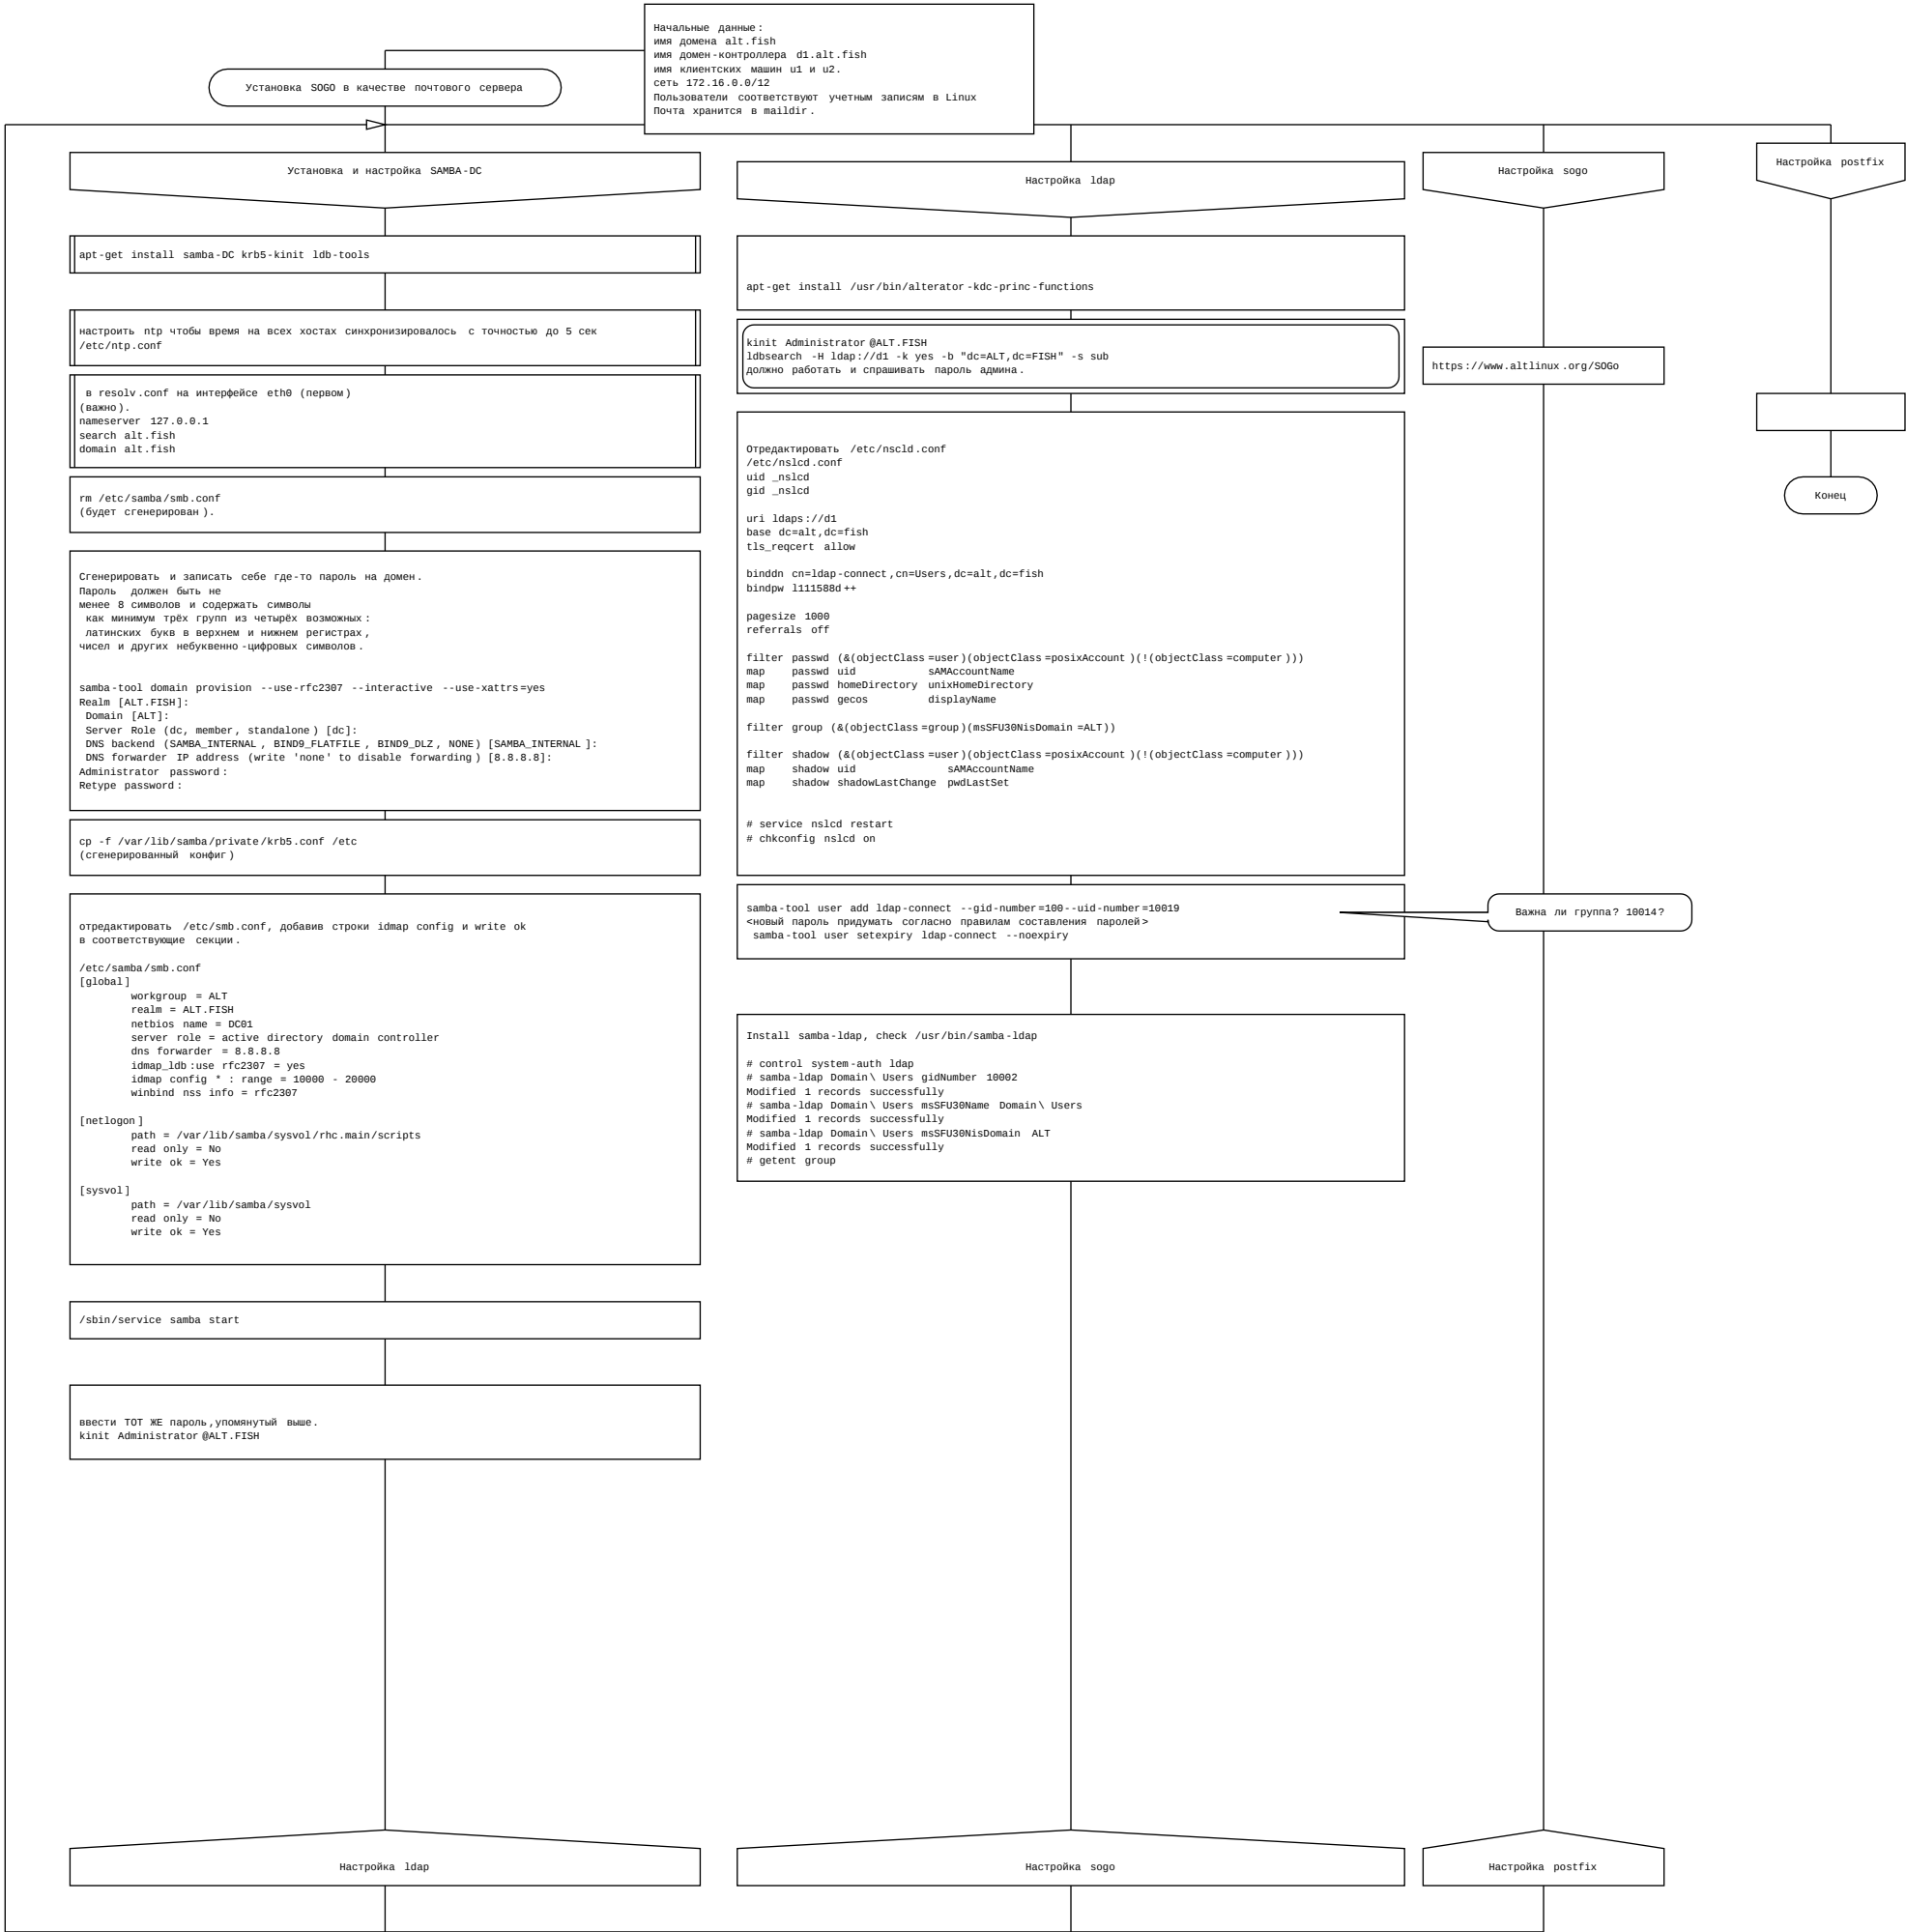 Начальные данные:
имя домена alt.fish
имя домен-контроллера d1.alt.fish
имя клиентских машин u1 и u2.
сеть 172.16.0.0/12
Пользователи соответствуют учетным записям в Linux
Почта хранится в maildir.
Установка SOGO в качестве почтового сервера
Установка и настройка SAMBA-DC
apt-get install samba-DC krb5-kinit ldb-tools
настроить ntp чтобы время на всех хостах синхронизировалось с точностью до 5 сек
/etc/ntp.conf
в resolv.conf на интерфейсе eth0 (первом)
(важно).
nameserver 127.0.0.1
search alt.fish
domain alt.fish
rm /etc/samba/smb.conf
(будет сгенерирован).
Сгенерировать и записать себе где-то пароль на домен.
Пароль должен быть не
менее 8 символов и содержать символы
как минимум трёх групп из четырёх возможных:
латинских букв в верхнем и нижнем регистрах,
чисел и других небуквенно-цифровых символов.
samba-tool domain provision --use-rfc2307 --interactive --use-xattrs=yes
Realm [ALT.FISH]:
Domain [ALT]:
Server Role (dc, member, standalone) [dc]:
DNS backend (SAMBA_INTERNAL, BIND9_FLATFILE, BIND9_DLZ, NONE) [SAMBA_INTERNAL]:
DNS forwarder IP address (write 'none' to disable forwarding) [8.8.8.8]:
Administrator password:
Retype password:
cp -f /var/lib/samba/private/krb5.conf /etc
(сгенерированный конфиг)
отредактировать /etc/smb.conf, добавив строки idmap config и write ok
в соответствующие секции.
/etc/samba/smb.conf
[global]
workgroup = ALT
realm = ALT.FISH
netbios name = DC01
server role = active directory domain controller
dns forwarder = 8.8.8.8
idmap_ldb:use rfc2307 = yes
idmap config * : range = 10000 - 20000
winbind nss info = rfc2307
[netlogon]
path = /var/lib/samba/sysvol/rhc.main/scripts
read only = No
write ok = Yes
[sysvol]
path = /var/lib/samba/sysvol
read only = No
write ok = Yes
/sbin/service samba start
ввести ТОТ ЖЕ пароль,упомянутый выше.
kinit Administrator@ALT.FISH
Настройка ldap
Настройка ldap
apt-get install /usr/bin/alterator-kdc-princ-functions
kinit Administrator@ALT.FISH
ldbsearch -H ldap://d1 -k yes -b "dc=ALT,dc=FISH" -s sub
должно работать и спрашивать пароль админа.
Отредактировать /etc/nscld.conf
/etc/nslcd.conf
uid _nslcd
gid _nslcd
uri ldaps://d1
base dc=alt,dc=fish
tls_reqcert allow
binddn cn=ldap-connect,cn=Users,dc=alt,dc=fish
bindpw l111588d++
pagesize 1000
referrals off
filter passwd (&(objectClass=user)(objectClass=posixAccount)(!(objectClass=computer)))
map passwd uid sAMAccountName
map passwd homeDirectory unixHomeDirectory
map passwd gecos displayName
filter group (&(objectClass=group)(msSFU30NisDomain=ALT))
filter shadow (&(objectClass=user)(objectClass=posixAccount)(!(objectClass=computer)))
map shadow uid sAMAccountName
map shadow shadowLastChange pwdLastSet
# service nslcd restart
# chkconfig nslcd on
samba-tool user add ldap-connect --gid-number=100--uid-number=10019
<новый пароль придумать согласно правилам составления паролей>
samba-tool user setexpiry ldap-connect --noexpiry
Install samba-ldap, check /usr/bin/samba-ldap
# control system-auth ldap
# samba-ldap Domain\ Users gidNumber 10002
Modified 1 records successfully
# samba-ldap Domain\ Users msSFU30Name Domain\ Users
Modified 1 records successfully
# samba-ldap Domain\ Users msSFU30NisDomain ALT
Modified 1 records successfully
# getent group
Настройка sogo
Настройка sogo
https://www.altlinux.org/SOGo
Важна ли группа? 10014?
Настройка postfix
Настройка postfix
Конец